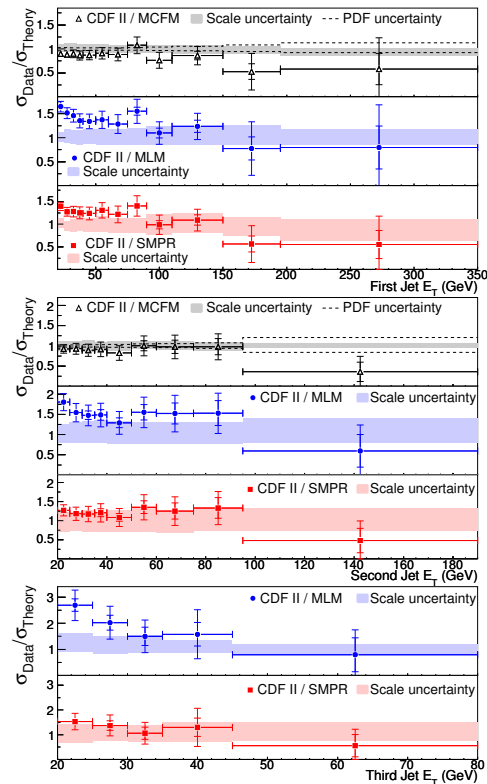 σData/σTheory
CDF II / MCFM Scale uncertainty PDF uncertainty
1.5
1
0.5
CDF II / MLM
Scale uncertainty
1.5
1
0.5
CDF II / SMPR
Scale uncertainty
1.5
1
0.5
50 100 150 200 250 300 350
First Jet ET (GeV)
σData/σTheory
CDF II / MCFM Scale uncertainty PDF uncertainty
2
1.5
1
0.5
CDF II / MLM Scale uncertainty
2
1.5
1
0.5
CDF II / SMPR Scale uncertainty
2
1.5
1
0.5
20 40 60 80 100 120 140 160 180
Second Jet ET (GeV)
σData/σTheory
CDF II / MLM Scale uncertainty
3
2
1
CDF II / SMPR Scale uncertainty
3
2
1
20 30 40 50 60 70 80
Third Jet ET (GeV)